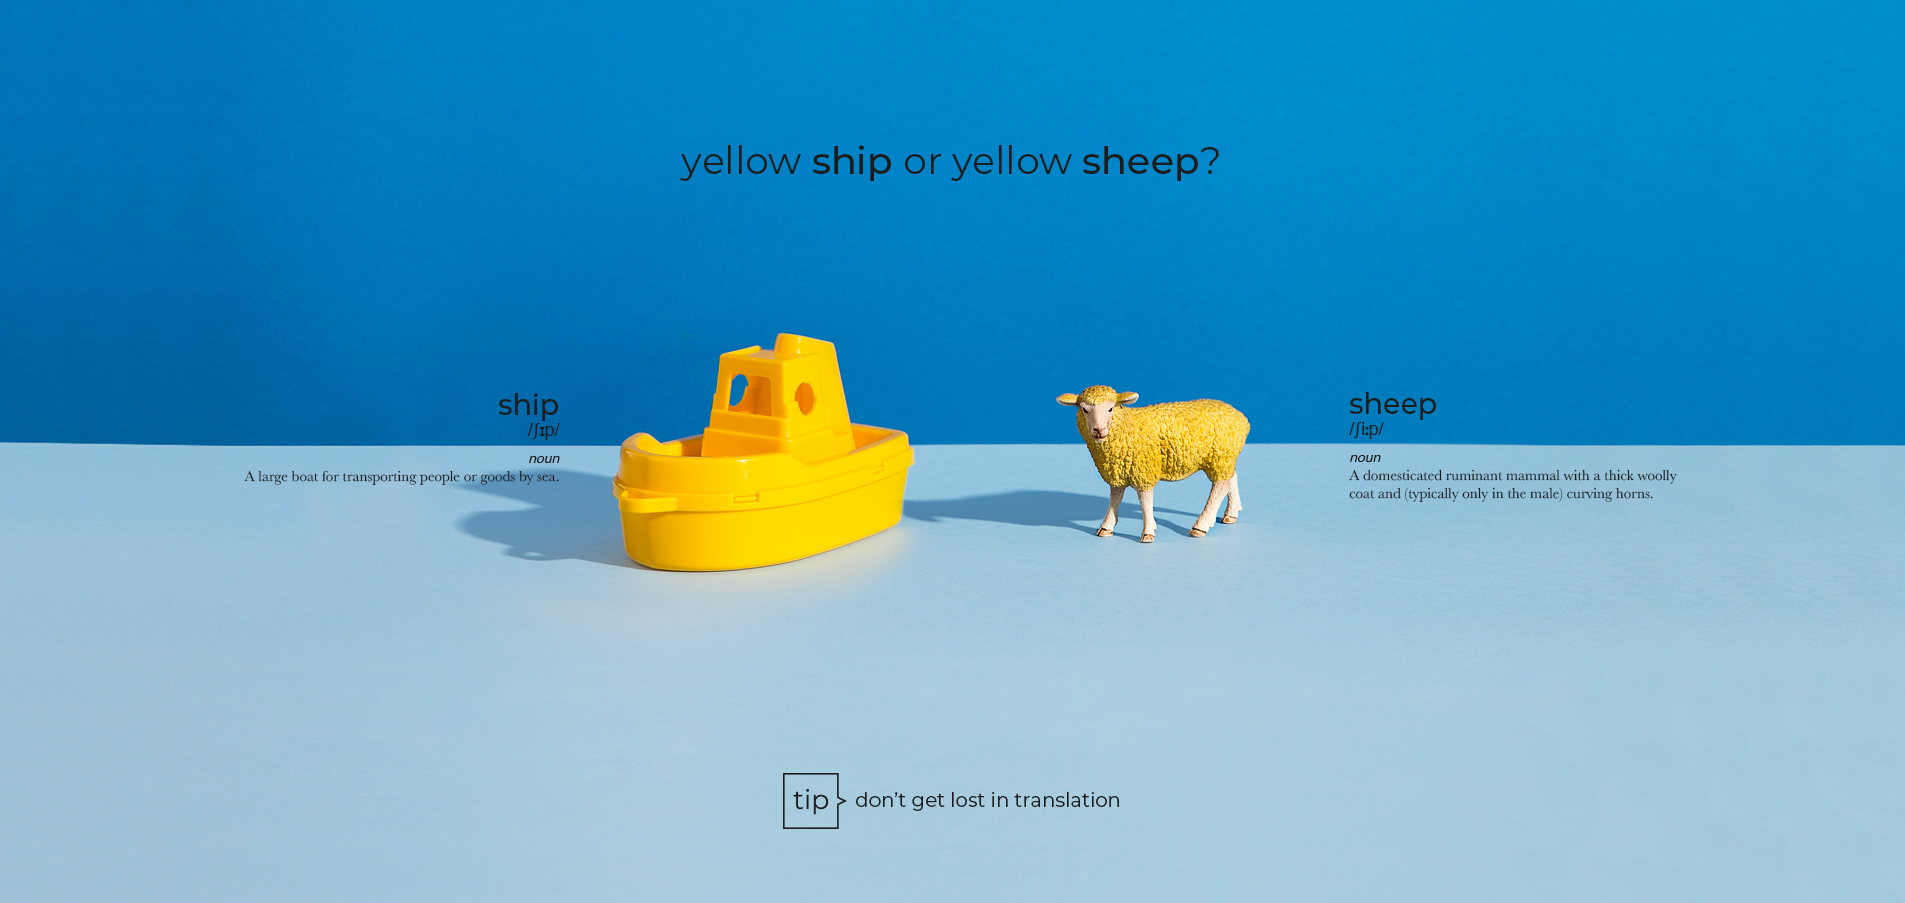 yellow ship or yellow sheep?
ship
/ʃɪp/
noun
A large boat for transporting people or goods by sea.
sheep
/ʃiːp/
noun
A domesticated ruminant mammal with a thick woolly
coat and (typically only in the male) curving horns.
tip
don't get lost in translation